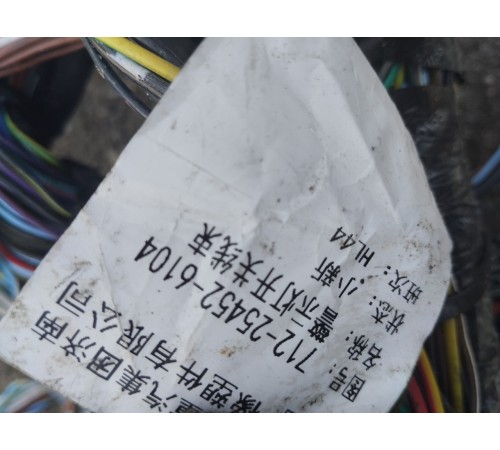 重汽集团济南
橡塑件有限公司
图号: 712-25452-6104
名称: 警示灯开关线束
状态: 小新
班次: HL44